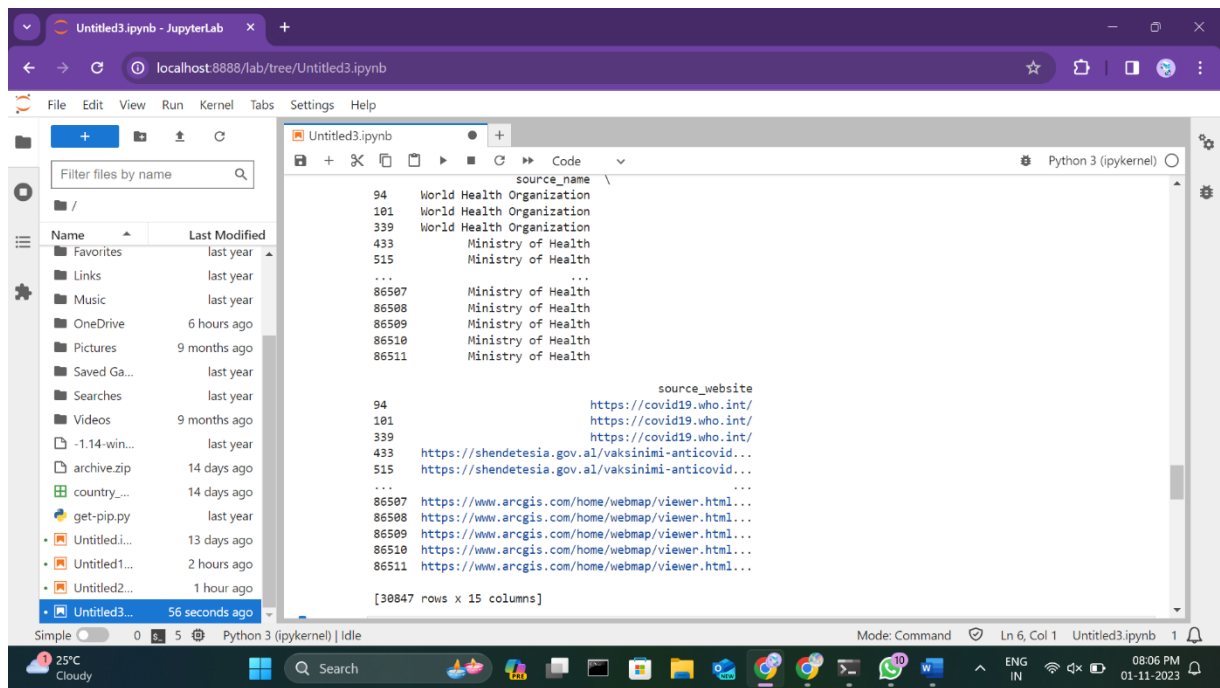 Untitled3.ipynb - JupyterLab
localhost:8888/lab/tree/Untitled3.ipynb
File Edit View Run Kernel Tabs Settings Help
Filter files by name
/
Name Last Modified
Favorites last year
Links last year
Music last year
OneDrive 6 hours ago
Pictures 9 months ago
Saved Ga... last year
Searches last year
Videos 9 months ago
-1.14-win... last year
archive.zip 14 days ago
country_... 14 days ago
get-pip.py last year
Untitled.i... 13 days ago
Untitled1... 2 hours ago
Untitled2... 1 hour ago
Untitled3... 56 seconds ago
Untitled3.ipynb
Code
Python 3 (ipykernel)
source_name \
94 World Health Organization
101 World Health Organization
339 World Health Organization
433 Ministry of Health
515 Ministry of Health
... ...
86507 Ministry of Health
86508 Ministry of Health
86509 Ministry of Health
86510 Ministry of Health
86511 Ministry of Health
source_website
94 https://covid19.who.int/
101 https://covid19.who.int/
339 https://covid19.who.int/
433 https://shendetesia.gov.al/vaksinimi-anticovid...
515 https://shendetesia.gov.al/vaksinimi-anticovid...
... ...
86507 https://www.arcgis.com/home/webmap/viewer.html...
86508 https://www.arcgis.com/home/webmap/viewer.html...
86509 https://www.arcgis.com/home/webmap/viewer.html...
86510 https://www.arcgis.com/home/webmap/viewer.html...
86511 https://www.arcgis.com/home/webmap/viewer.html...
[30847 rows x 15 columns]
Simple 0 5 Python 3 (ipykernel) | Idle
Mode: Command Ln 6, Col 1 Untitled3.ipynb 1
1
25°C
Cloudy
Search
PRE
NEW
10
ENG
IN
08:06 PM
01-11-2023